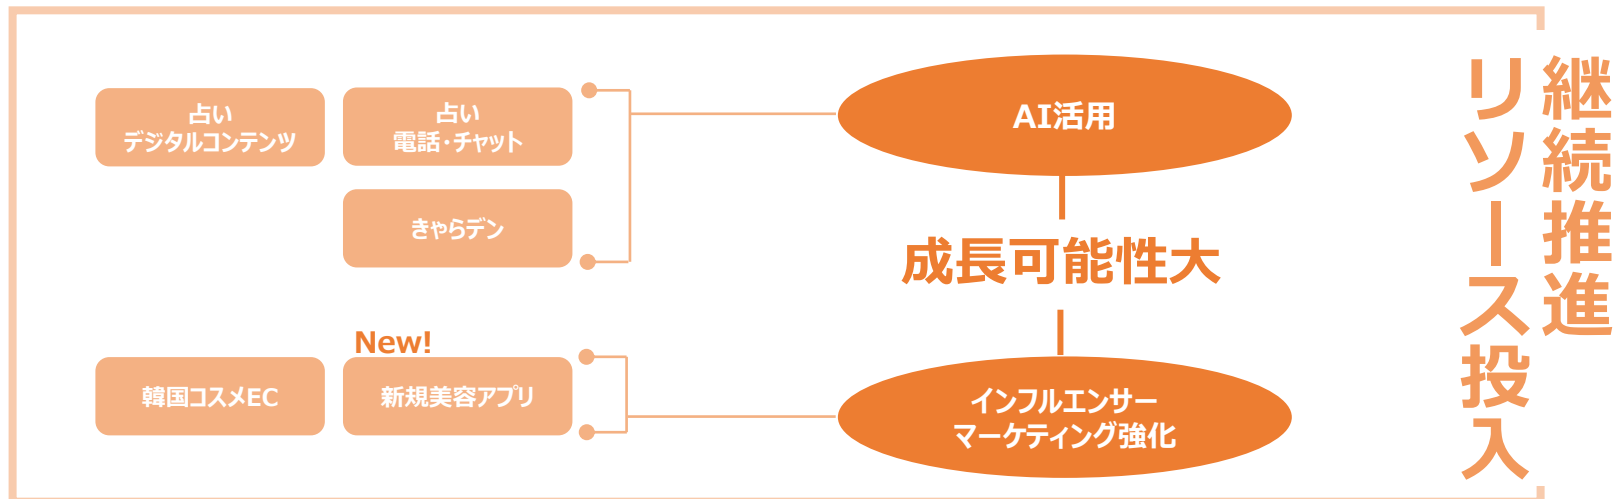 占い
デジタルコンテンツ
占い
電話・チャット
きゃらデン
AI活用
成長可能性大
New!
韓国コスメEC
新規美容アプリ
インフルエンサー
マーケティング強化
継続推進
リソース投入